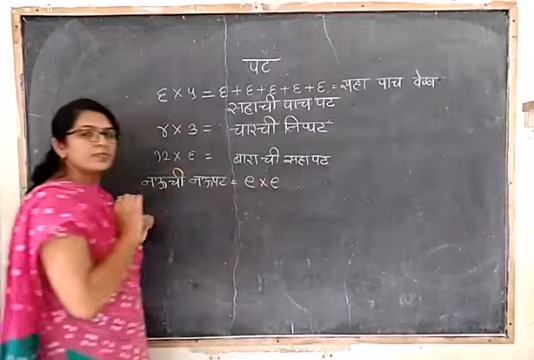 पट
६ × ५ = ६ + ६ + ६ + ६ + ६ = सहा पाच वेळा
सहाची पाच पट
४ × ३ = चारची तिप्पट
१२ × ६ = बाराची सहापट
नऊची नऊपट = ९ × ९